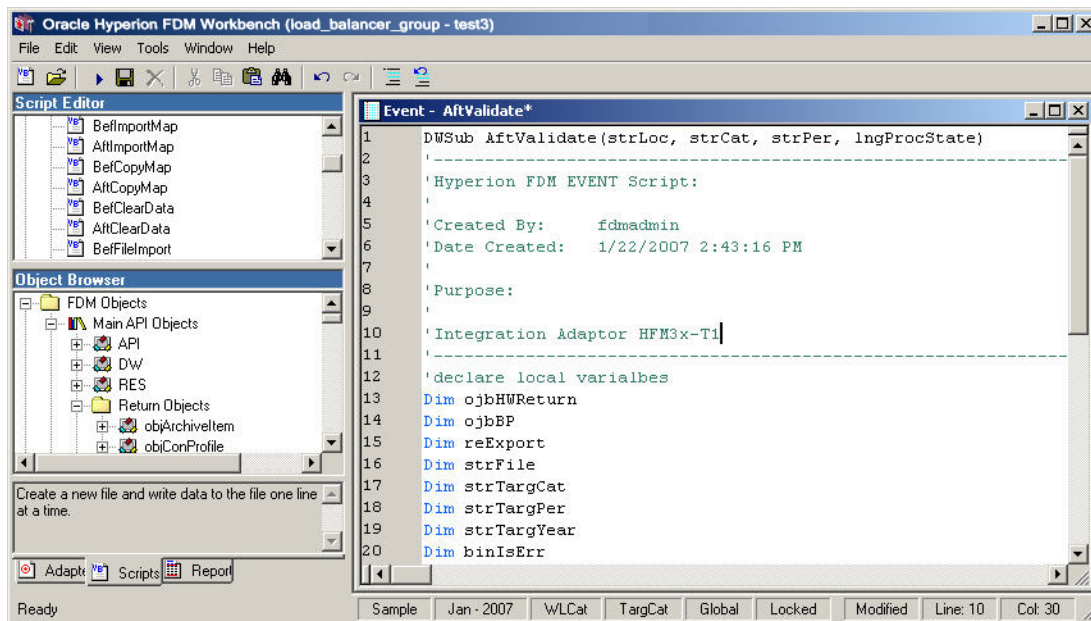 Oracle Hyperion FDM Workbench (load_balancer_group - test3)
File Edit View Tools Window Help
Script Editor
BefImportMap
AftImportMap
BefCopyMap
AftCopyMap
BefClearData
AftClearData
BefFileImport
Object Browser
FDM Objects
Main API Objects
API
DW
RES
Return Objects
objArchiveItem
objConProfile
Create a new file and write data to the file one line
at a time.
Adapte Scripts Report
Event - AftValidate*
1 DWSub AftValidate(strLoc, strCat, strPer, lngProcState)
2 '------------------------------------------------------------
3 'Hyperion FDM EVENT Script:
4 '
5 'Created By: fdmadmin
6 'Date Created: 1/22/2007 2:43:16 PM
7 '
8 'Purpose:
9 '
10 'Integration Adaptor HFM3x-T1
11 '------------------------------------------------------------
12 'declare local varialbes
13 Dim ojbHWReturn
14 Dim ojbBP
15 Dim reExport
16 Dim strFile
17 Dim strTargCat
18 Dim strTargPer
19 Dim strTargYear
20 Dim binIsErr
Ready Sample Jan - 2007 WLCat TargCat Global Locked Modified Line: 10 Col: 30